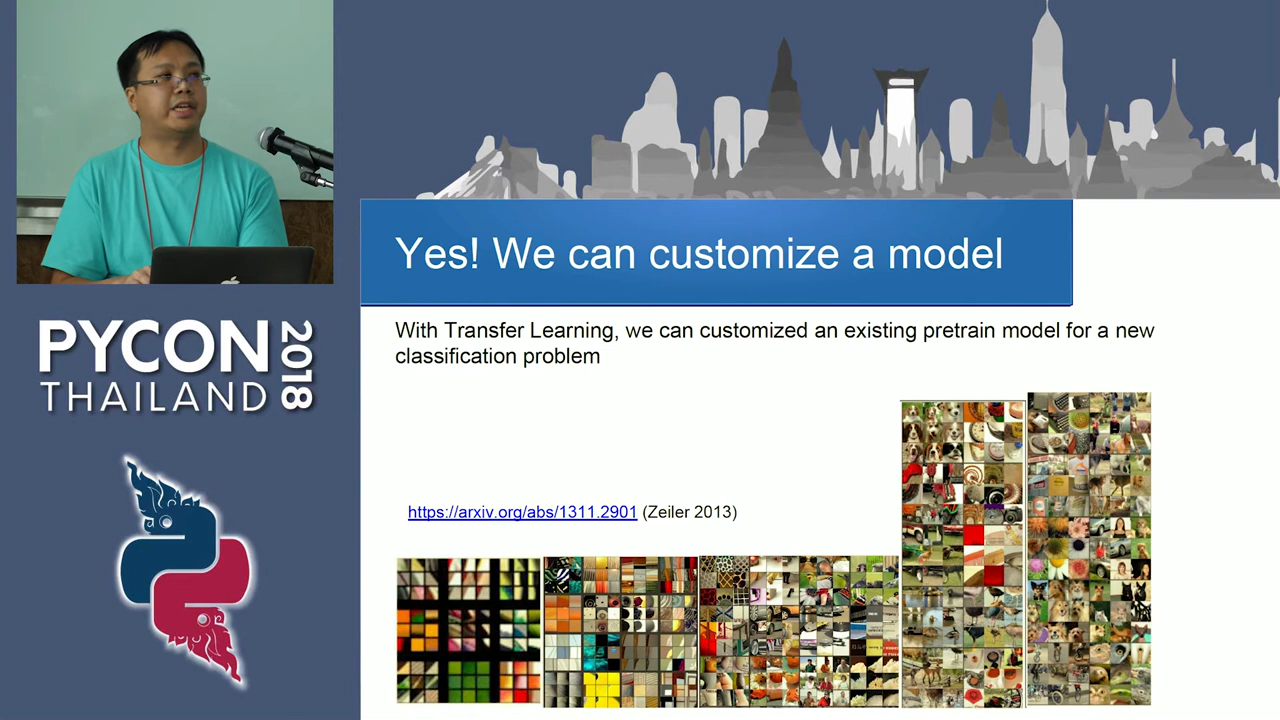 Yes! We can customize a model
With Transfer Learning, we can customized an existing pretrain model for a new
classification problem
https://arxiv.org/abs/1311.2901 (Zeiler 2013)
PYCON
THAILAND
2018